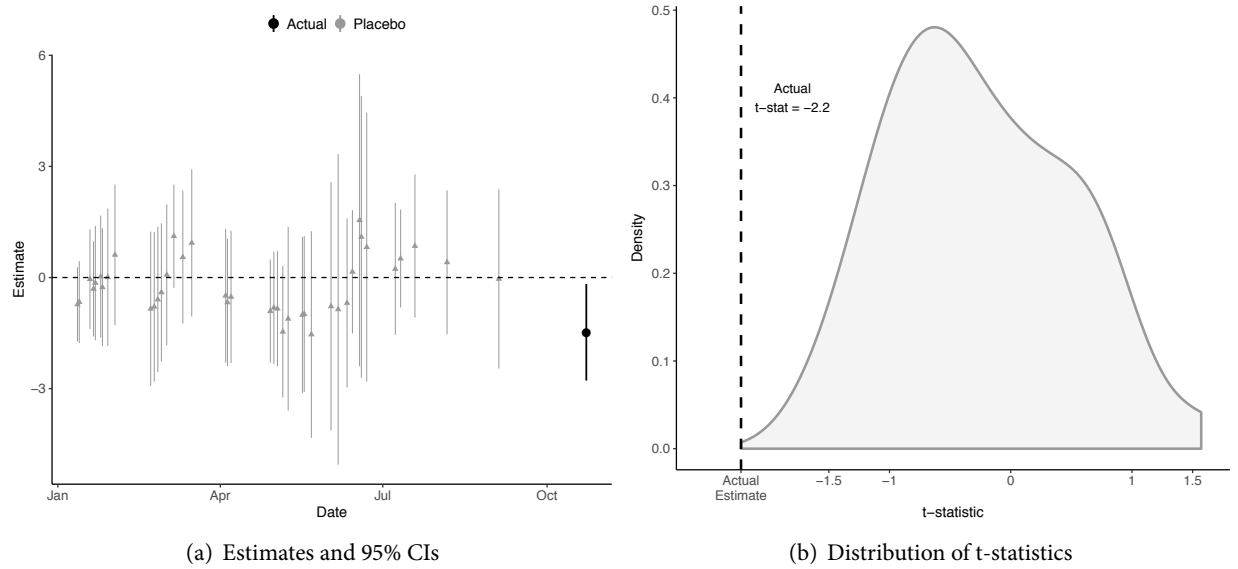 Actual Placebo
6
3
0
−3
Estimate
Jan Apr Jul Oct
Date
(a) Estimates and 95% CIs
0.5
0.4
0.3
0.2
0.1
0.0
Density
Actual
t−stat = −2.2
Actual
Estimate
−1.5 −1 0 1 1.5
t−statistic
(b) Distribution of t-statistics